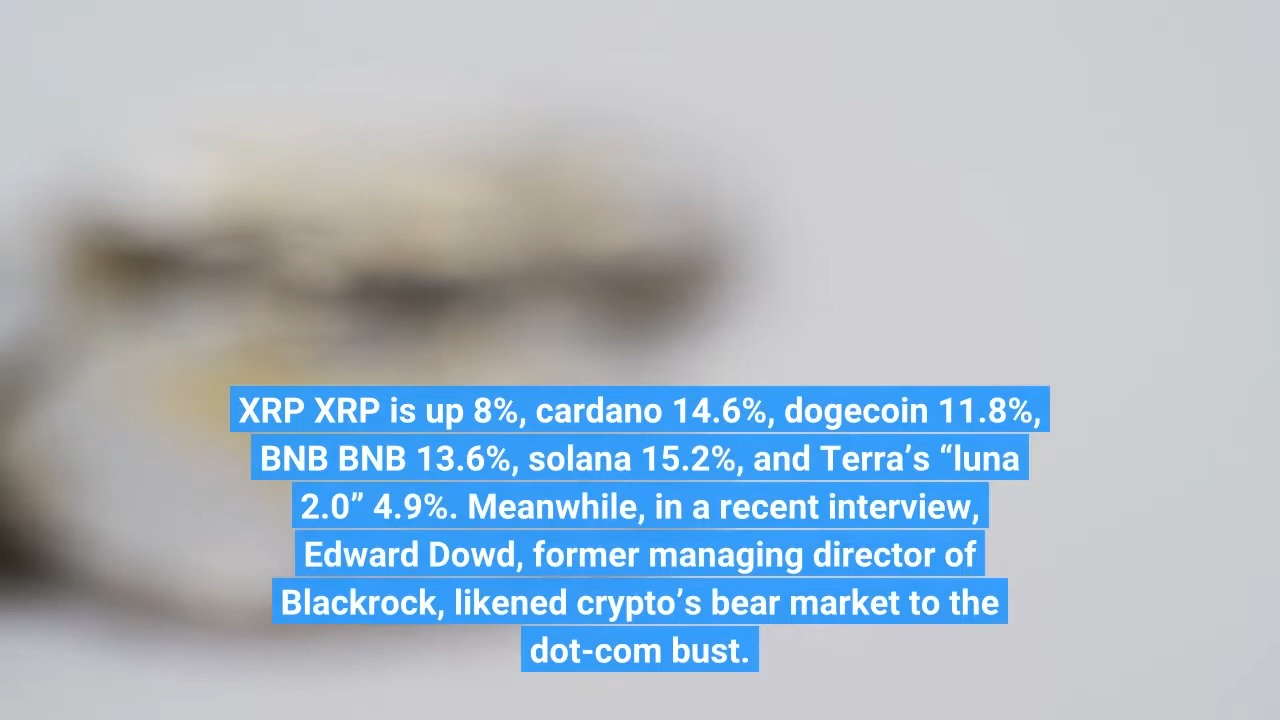 XRP XRP is up 8%, cardano 14.6%, dogecoin 11.8%,
BNB BNB 13.6%, solana 15.2%, and Terra’s “luna
2.0” 4.9%. Meanwhile, in a recent interview,
Edward Dowd, former managing director of
Blackrock, likened crypto’s bear market to the
dot-com bust.